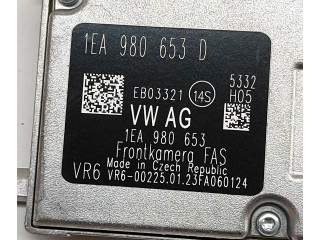 1EA 980 653 D
EB03321 14S 5332
H05
VW AG
1EA 980 653
Frontkamera FAS
Made in Czech Republic
VR6 VR6-00225.01.23FA060124